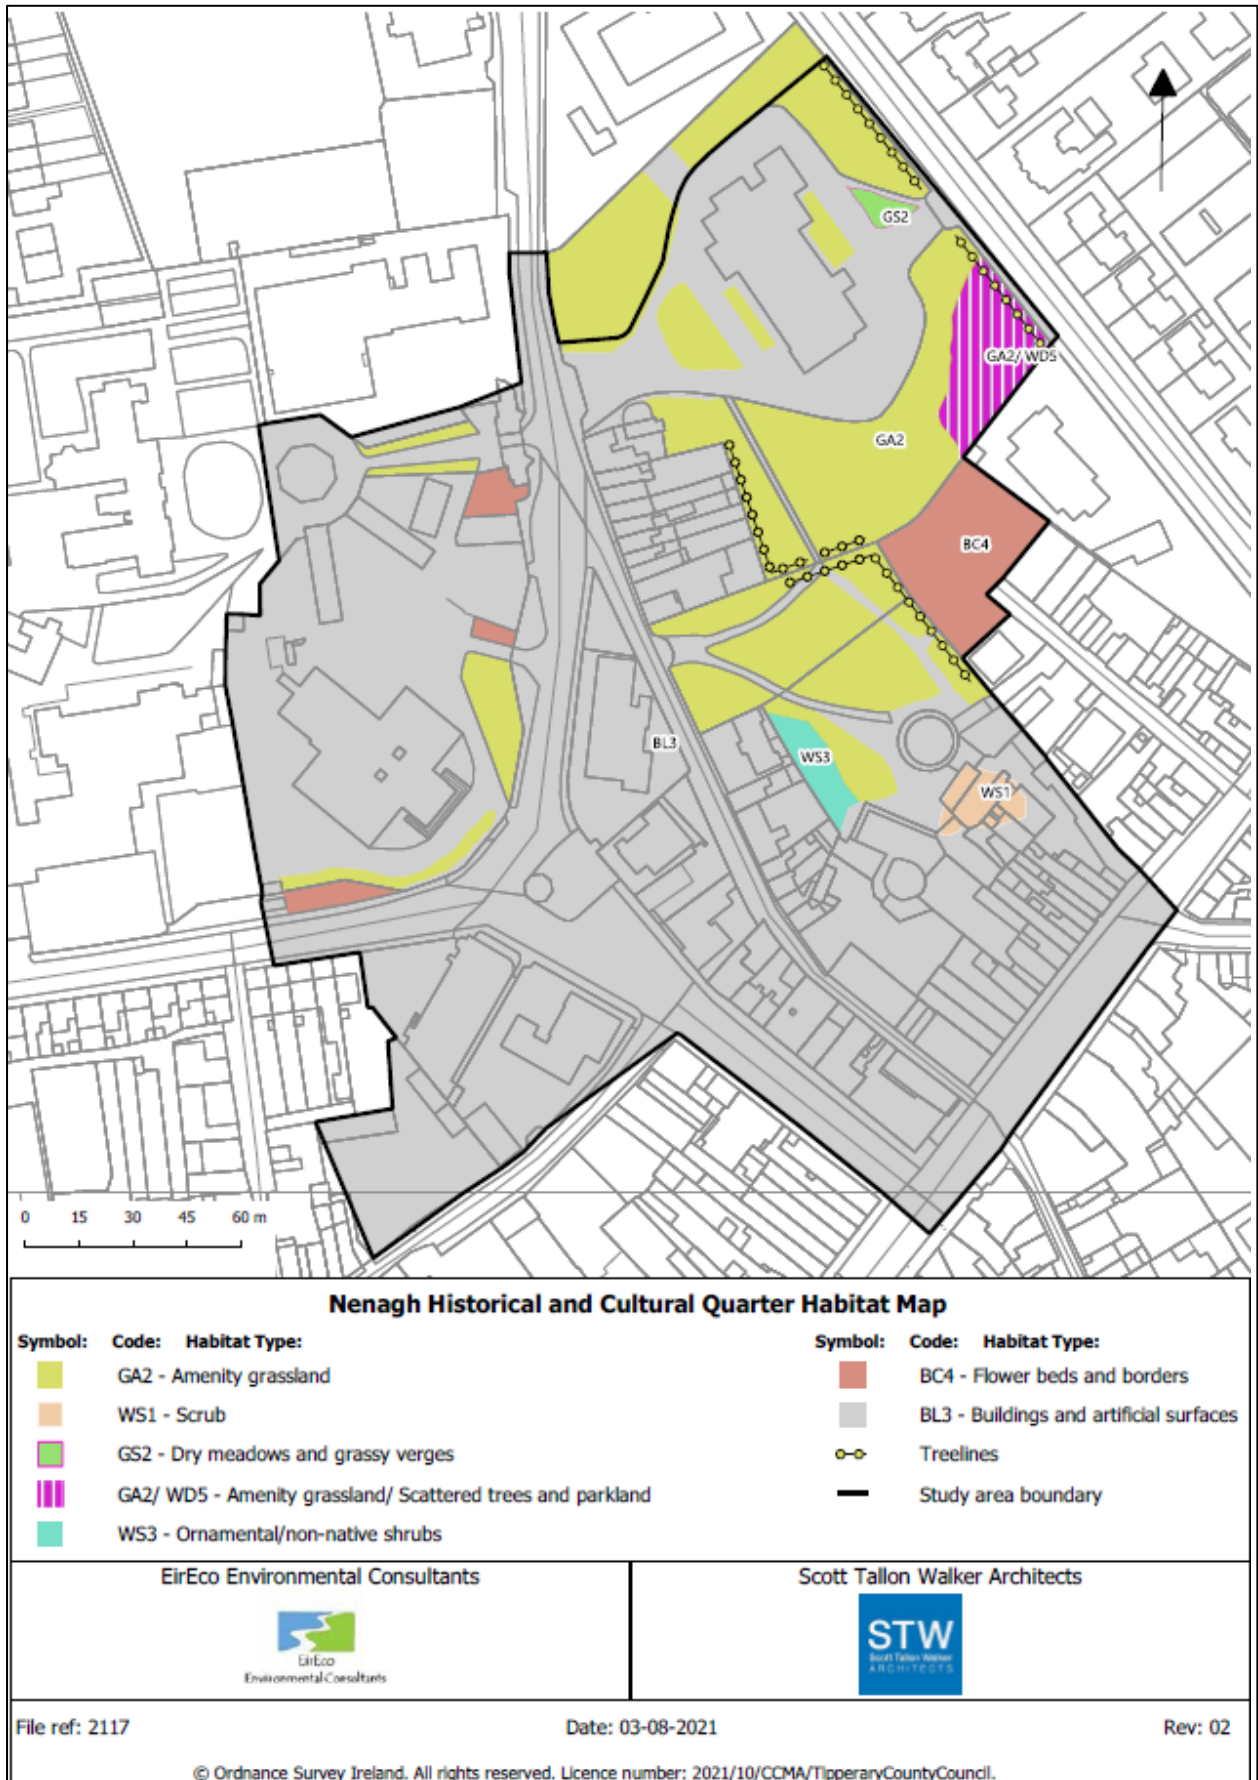 GS2
GA2/ WD5
GA2
BC4
BL3
WS3
WS1
0 15 30 45 60 m
Nenagh Historical and Cultural Quarter Habitat Map
Symbol: Code: Habitat Type:
GA2 - Amenity grassland
WS1 - Scrub
GS2 - Dry meadows and grassy verges
GA2/ WD5 - Amenity grassland/ Scattered trees and parkland
WS3 - Ornamental/non-native shrubs
Symbol: Code: Habitat Type:
BC4 - Flower beds and borders
BL3 - Buildings and artificial surfaces
Treelines
Study area boundary
EirEco Environmental Consultants
EirEco
Environmental Consultants
Scott Tallon Walker Architects
STW
Scott Tallon Walker
ARCHITECTS
File ref: 2117 Date: 03-08-2021 Rev: 02
© Ordnance Survey Ireland. All rights reserved. Licence number: 2021/10/CCMA/TipperaryCountyCouncil.